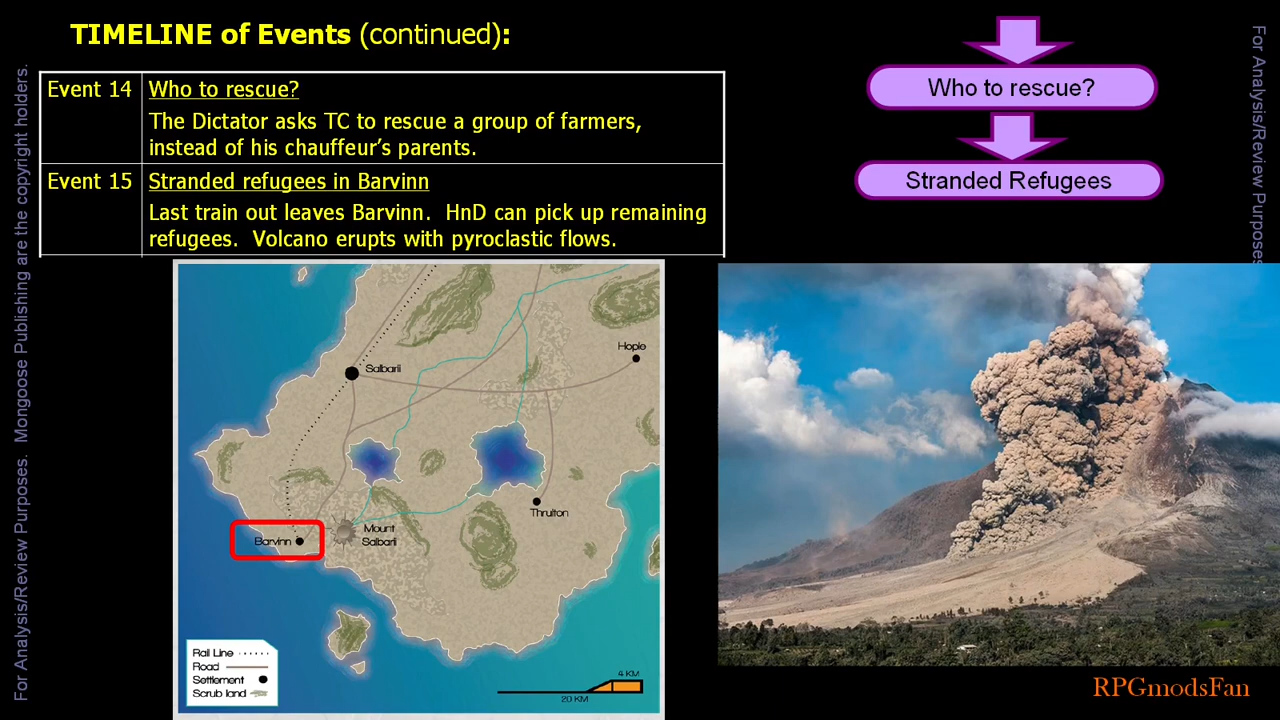 TIMELINE of Events (continued):
Event 14
Who to rescue?
The Dictator asks TC to rescue a group of farmers,
instead of his chauffeur's parents.
Event 15
Stranded refugees in Barvinn
Last train out leaves Barvinn.  HnD can pick up remaining
refugees.  Volcano erupts with pyroclastic flows.
Who to rescue?
Stranded Refugees
For Analysis/Review Purposes.  Mongoose Publishing are the copyright holders.
For Analysis/Review Purposes
Hople
Salbarii
Thrulton
Mount
Salbarii
Barvinn
Rail Line
Road
Settlement
Scrub land
4 KM
20 KM
RPGmodsFan